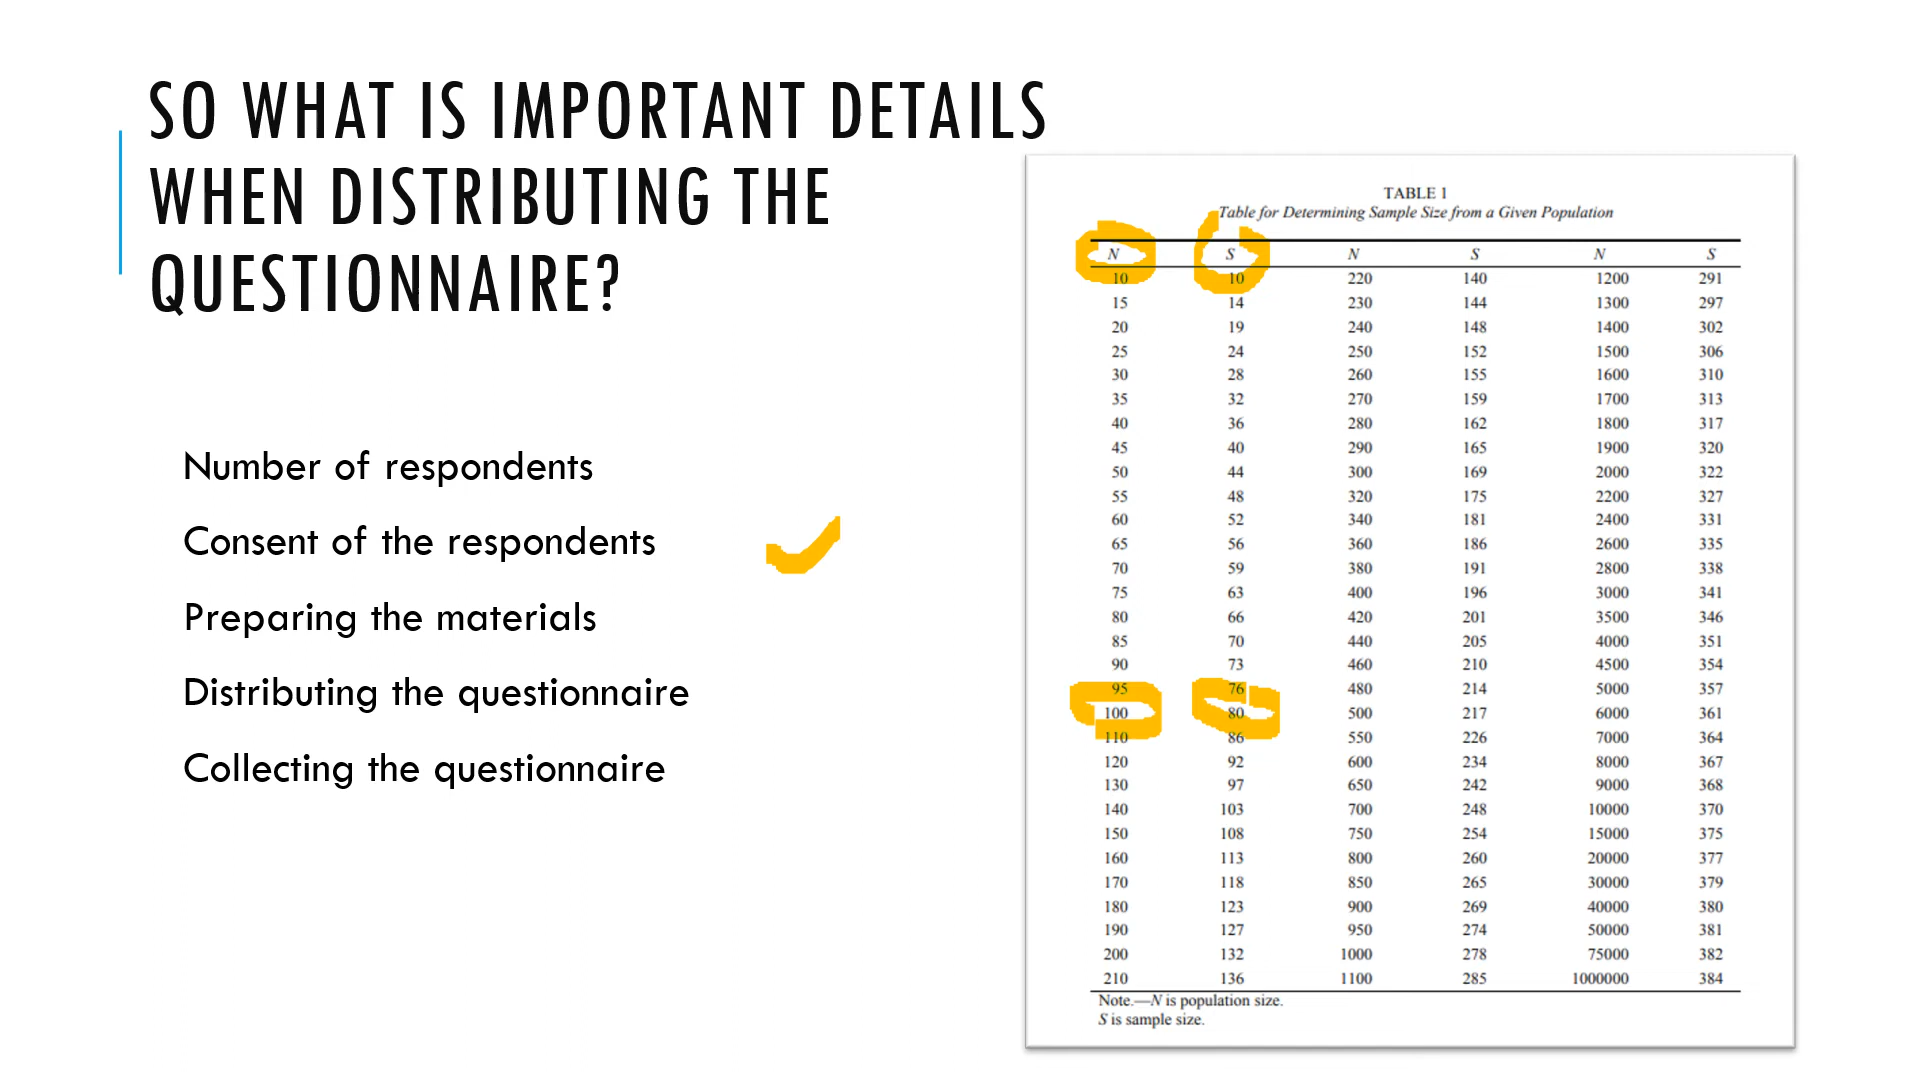 SO WHAT IS IMPORTANT DETAILS
WHEN DISTRIBUTING THE
QUESTIONNAIRE?
Number of respondents
Consent of the respondents
Preparing the materials
Distributing the questionnaire
Collecting the questionnaire
TABLE 1
Table for Determining Sample Size from a Given Population
N S N S N S
10 10 220 140 1200 291
15 14 230 144 1300 297
20 19 240 148 1400 302
25 24 250 152 1500 306
30 28 260 155 1600 310
35 32 270 159 1700 313
40 36 280 162 1800 317
45 40 290 165 1900 320
50 44 300 169 2000 322
55 48 320 175 2200 327
60 52 340 181 2400 331
65 56 360 186 2600 335
70 59 380 191 2800 338
75 63 400 196 3000 341
80 66 420 201 3500 346
85 70 440 205 4000 351
90 73 460 210 4500 354
95 76 480 214 5000 357
100 80 500 217 6000 361
110 86 550 226 7000 364
120 92 600 234 8000 367
130 97 650 242 9000 368
140 103 700 248 10000 370
150 108 750 254 15000 375
160 113 800 260 20000 377
170 118 850 265 30000 379
180 123 900 269 40000 380
190 127 950 274 50000 381
200 132 1000 278 75000 382
210 136 1100 285 1000000 384
Note.—N is population size.
S is sample size.